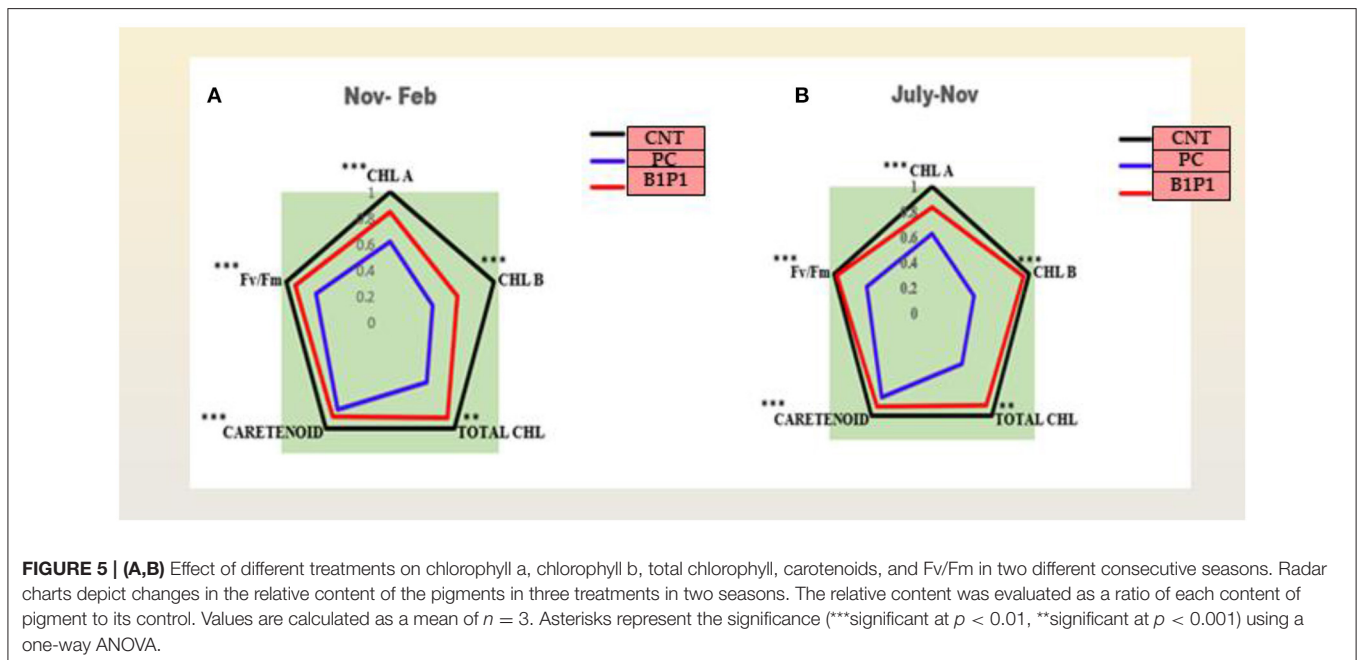 A
Nov- Feb
CNT
PC
B1P1
***CHL A
1
0.8
0.6
0.4
0.2
0
***
CHL B
**
TOTAL CHL
***
CARETENOID
***
Fv/Fm
B
July-Nov
CNT
PC
B1P1
***CHL A
1
0.8
0.6
0.4
0.2
0
***
CHL B
**
TOTAL CHL
***
CARETENOID
***
Fv/Fm
FIGURE 5 | (A,B) Effect of different treatments on chlorophyll a, chlorophyll b, total chlorophyll, carotenoids, and Fv/Fm in two different consecutive seasons. Radar
charts depict changes in the relative content of the pigments in three treatments in two seasons. The relative content was evaluated as a ratio of each content of
pigment to its control. Values are calculated as a mean of n = 3. Asterisks represent the significance (***significant at p < 0.01, **significant at p < 0.001) using a
one-way ANOVA.